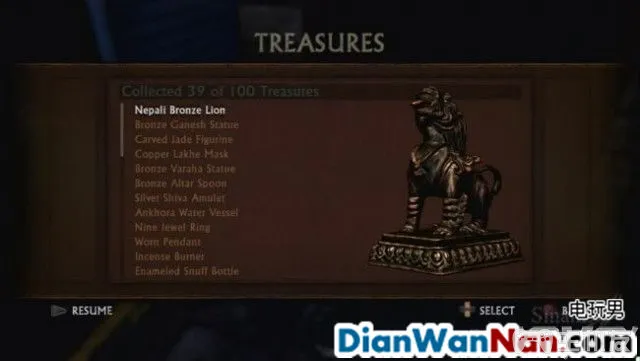 TREASURES
Collected 39 of 100 Treasures
Nepali Bronze Lion
Bronze Ganesh Statue
Carved Jade Figurine
Copper Lakhe Mask
Bronze Varaha Statue
Bronze Altar Spoon
Silver Shiva Amulet
Ankhora Water Vessel
Nine Jewel Ring
Worn Pendant
Incense Burner
Enameled Snuff Bottle
RESUME
SELECT
电玩男
DianWanNan.com